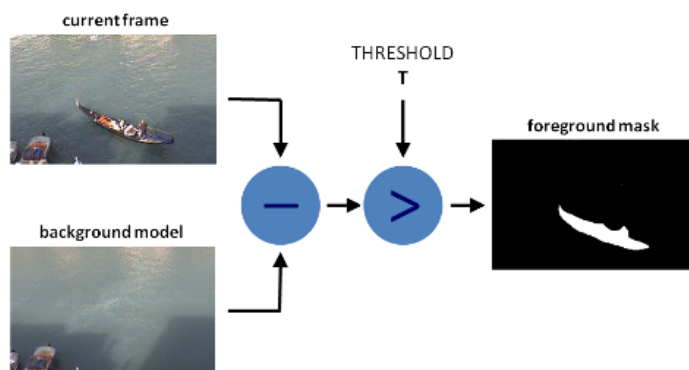 current frame
THRESHOLD
T
foreground mask
−
>
background model